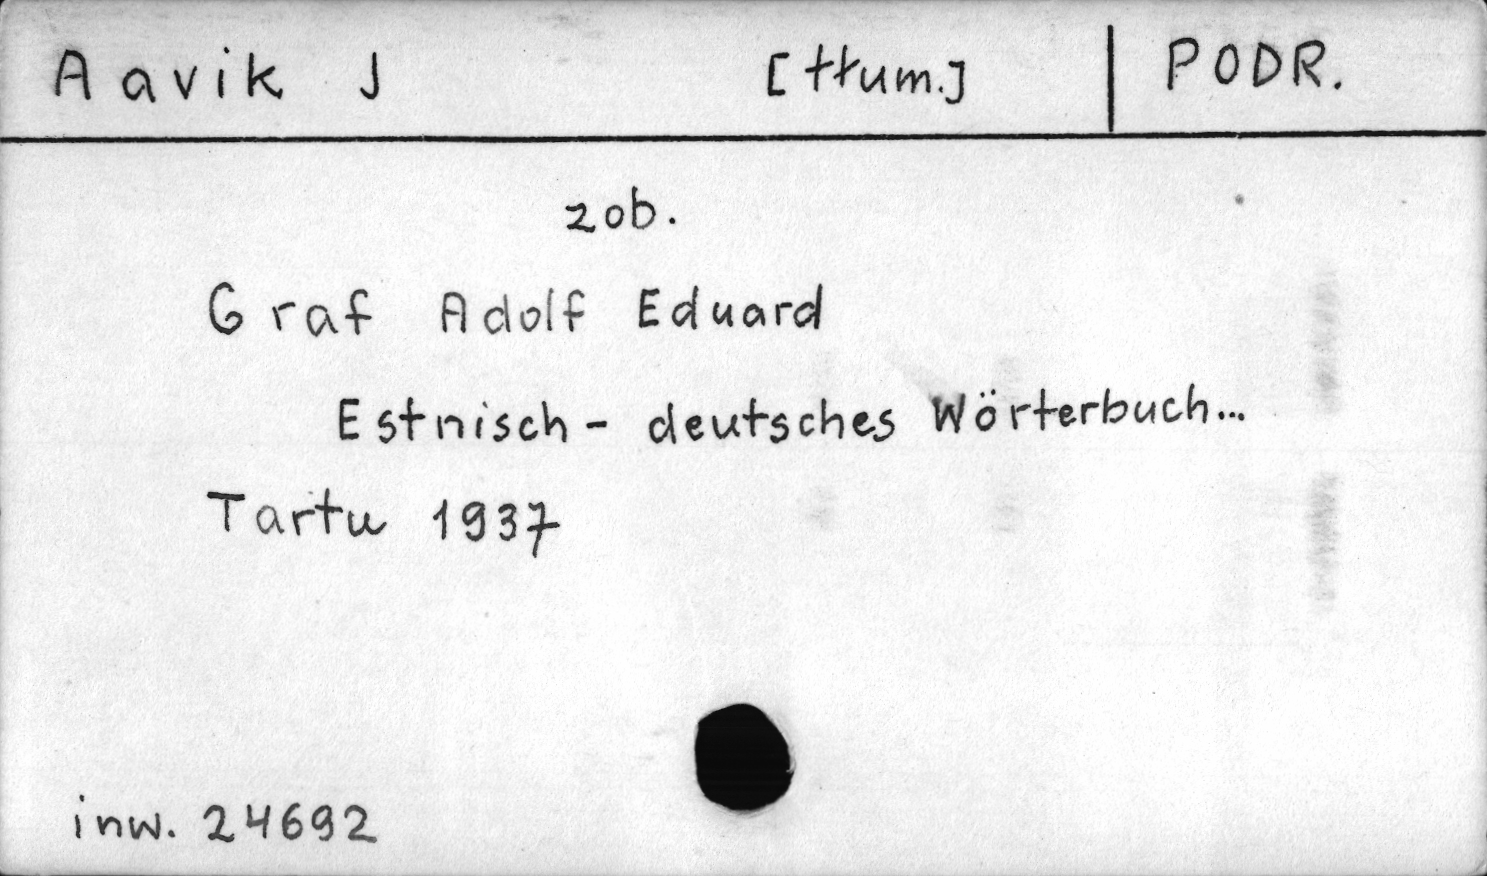 Aavik J [tłum.] PODR.
zob.
Graf Adolf Eduard
Estnisch - deutsches Wörterbuch...
Tartu 1937
inw. 24692